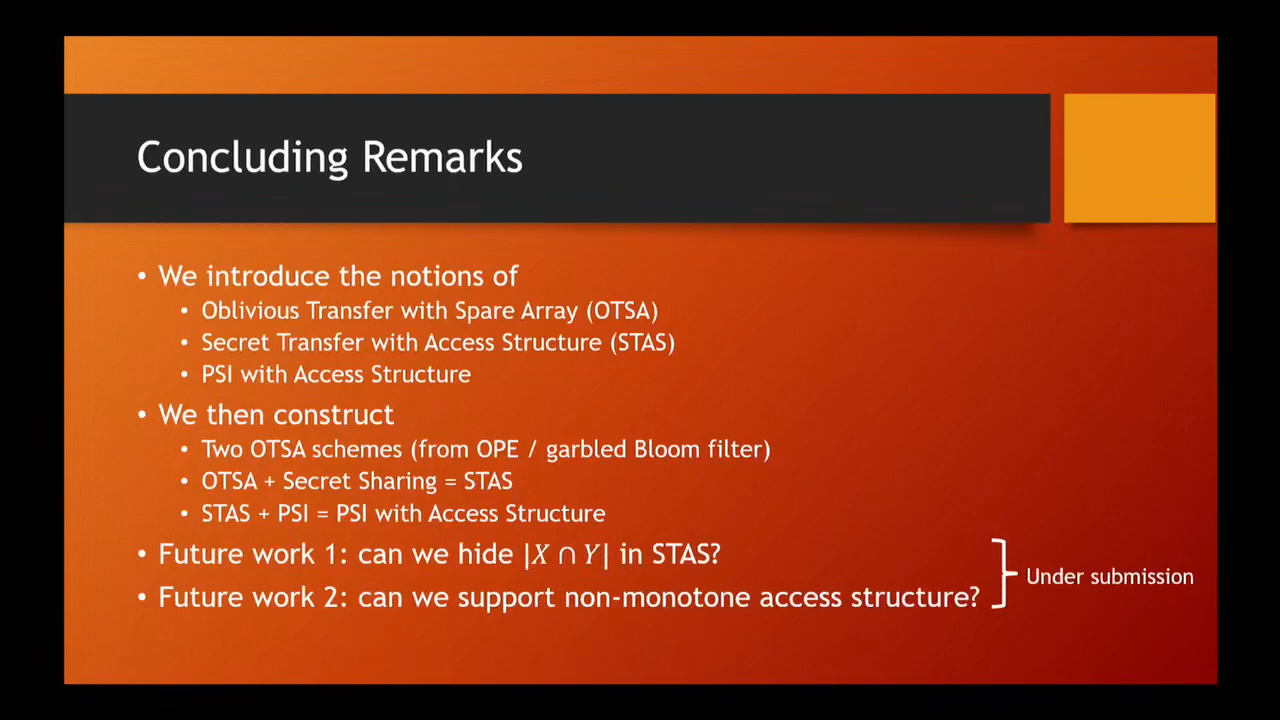 Concluding Remarks
• We introduce the notions of
• Oblivious Transfer with Spare Array (OTSA)
• Secret Transfer with Access Structure (STAS)
• PSI with Access Structure
• We then construct
• Two OTSA schemes (from OPE / garbled Bloom filter)
• OTSA + Secret Sharing = STAS
• STAS + PSI = PSI with Access Structure
• Future work 1: can we hide |X ∩ Y| in STAS?
• Future work 2: can we support non-monotone access structure?
Under submission